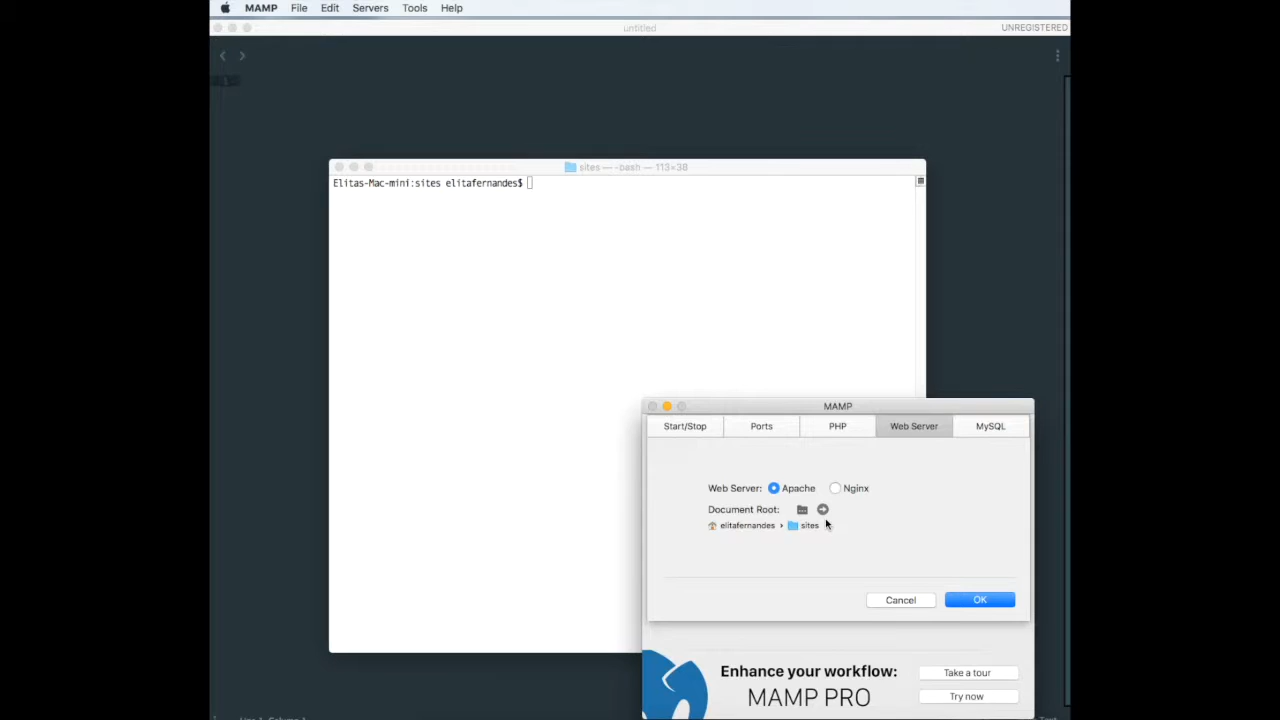 MAMP File Edit Servers Tools Help
untitled
UNREGISTERED
sites — -bash — 113×38
Elitas-Mac-mini:sites elitafernandes$
MAMP
Start/Stop Ports PHP Web Server MySQL
Web Server: Apache Nginx
Document Root:
elitafernandes sites
Cancel OK
Enhance your workflow:
MAMP PRO
Take a tour
Try now